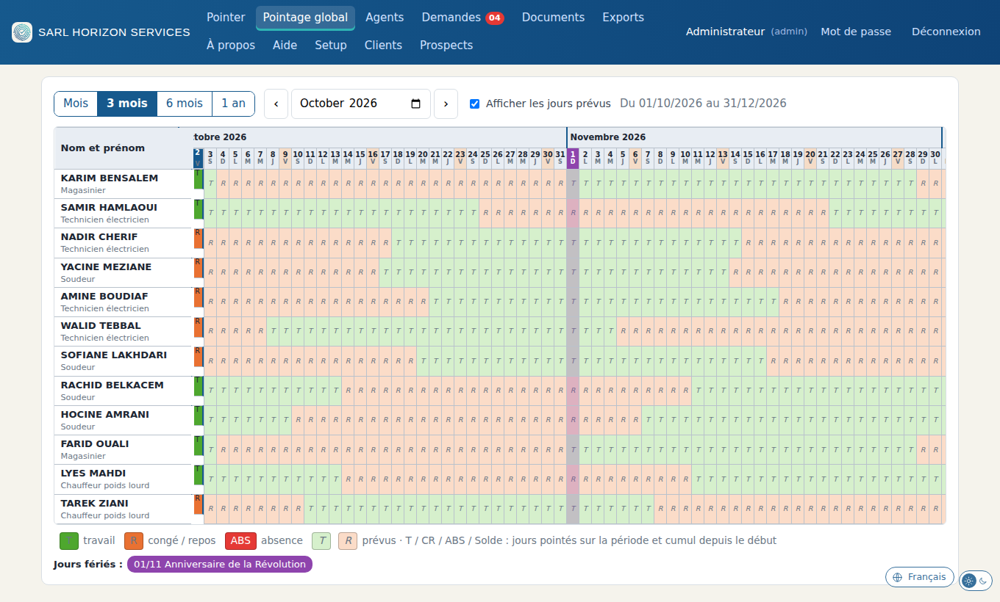 SARL HORIZON SERVICES
Pointer Pointage global Agents Demandes 04 Documents Exports
À propos Aide Setup Clients Prospects
Administrateur (admin) Mot de passe Déconnexion
Mois 3 mois 6 mois 1 an ‹ October 2026 › Afficher les jours prévus Du 01/10/2026 au 31/12/2026
Nom et prénom
tobre 2026 Novembre 2026
2 3 4 5 6 7 8 9 10 11 12 13 14 15 16 17 18 19 20 21 22 23 24 25 26 27 28 29 30 31 1 2 3 4 5 6 7 8 9 10 11 12 13 14 15 16 17 18 19 20 21 22 23 24 25 26 27 28 29 30
V S D L M M J V S D L M M J V S D L M M J V S D L M M J V S D L M M J V S D L M M J V S D L M M J V S D L M M J V S D L
KARIM BENSALEM T T R R R R R R R R R R R R R R R R R R R R R R R R R R R R T T T T T T T T T T T T T T T T T T T T T T T T T T T T R R
Magasinier
SAMIR HAMLAOUI T T T T T T T T T T T T T T T T T T T T T T T R R R R R R R R R R R R R R R R R R R R R R R R R R R R T T T T T T T T T
Technicien électricien
NADIR CHERIF R R R R R R R R R R R R R R R R T T T T T T T T T T T T T T T T T T T T T T T T T T T T R R R R R R R R R R R R R R R R
Technicien électricien
YACINE MEZIANE R R R R R R R R R R R R R R R T T T T T T T T T T T T T T T T T T T T T T T T T T T T R R R R R R R R R R R R R R R R R
Soudeur
AMINE BOUDIAF R R R R R R R R R R R R R R R R R R R T T T T T T T T T T T T T T T T T T T T T T T T T T T T R R R R R R R R R R R R R
Technicien électricien
WALID TEBBAL R R R R R R T T T T T T T T T T T T T T T T T T T T T T T T T T T T R R R R R R R R R R R R R R R R R R R R R R R R R R
Technicien électricien
SOFIANE LAKHDARI R R R R R R R R R R R R R R R R R R T T T T T T T T T T T T T T T T T T T T T T T T T T T T R R R R R R R R R R R R R R
Soudeur
RACHID BELKACEM T T T T T T T T T T T T R R R R R R R R R R R R R R R R R R R R R R R R R R R R T T T T T T T T T T T T T T T T T T T T
Soudeur
HOCINE AMRANI T T T T T T T T R R R R R R R R R R R R R R R R R R R R R R R R R R R R T T T T T T T T T T T T T T T T T T T T T T T T
Soudeur
FARID OUALI T T R R R R R R R R R R R R R R R R R R R R R R R R R R R R T T T T T T T T T T T T T T T T T T T T T T T T T T T T R R
Magasinier
LYES MAHDI T T T T T T T T T T T T R R R R R R R R R R R R R R R R R R R R R R R R R R R R T T T T T T T T T T T T T T T T T T T T
Chauffeur poids lourd
TAREK ZIANI R R R R R R R R R T T T T T T T T T T T T T T T T T T T T T T T T T T T T R R R R R R R R R R R R R R R R R R R R R R R
Chauffeur poids lourd
T travail R congé / repos ABS absence T R prévus · T / CR / ABS / Solde : jours pointés sur la période et cumul depuis le début
Jours fériés : 01/11 Anniversaire de la Révolution
Français